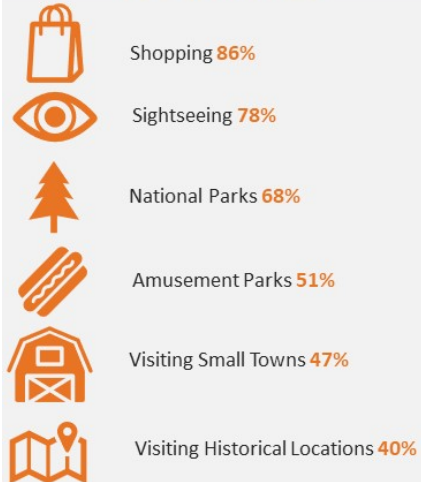 Shopping 86%
Sightseeing 78%
National Parks 68%
Amusement Parks 51%
Visiting Small Towns 47%
Visiting Historical Locations 40%